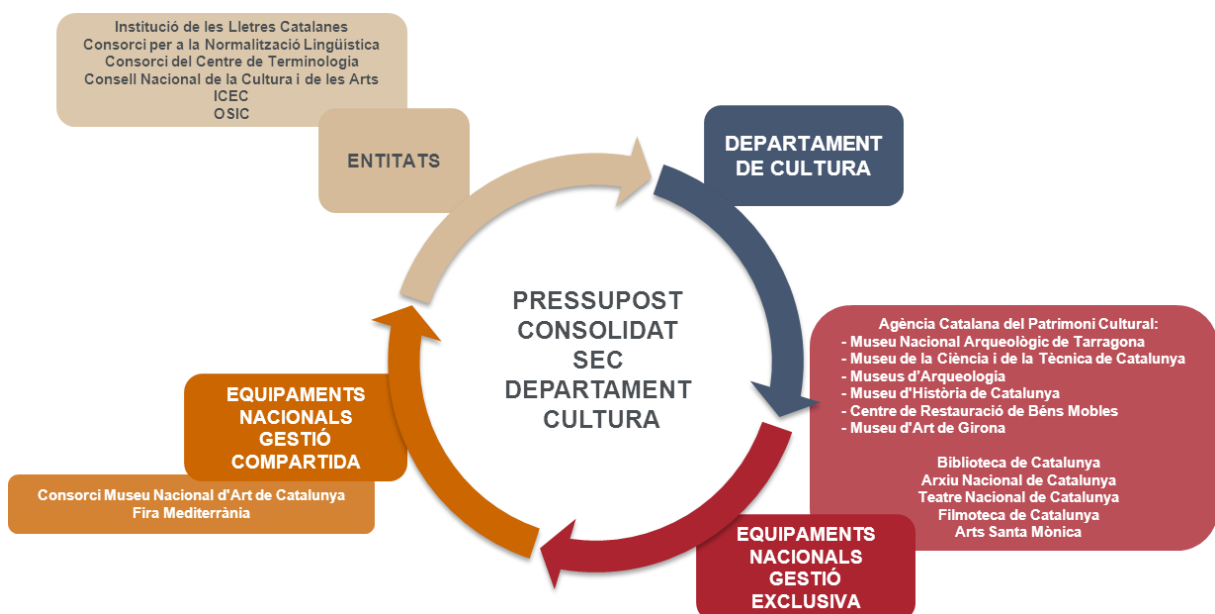 Institució de les Lletres Catalanes
Consorci per a la Normalització Lingüística
Consorci del Centre de Terminologia
Consell Nacional de la Cultura i de les Arts
ICEC
OSIC
ENTITATS
DEPARTAMENT
DE CULTURA
PRESSUPOST
CONSOLIDAT
SEC
DEPARTAMENT
CULTURA
Agència Catalana del Patrimoni Cultural:
- Museu Nacional Arqueològic de Tarragona
- Museu de la Ciència i de la Tècnica de Catalunya
- Museus d'Arqueologia
- Museu d'Història de Catalunya
- Centre de Restauració de Béns Mobles
- Museu d'Art de Girona
Biblioteca de Catalunya
Arxiu Nacional de Catalunya
Teatre Nacional de Catalunya
Filmoteca de Catalunya
Arts Santa Mònica
EQUIPAMENTS
NACIONALS
GESTIÓ
EXCLUSIVA
EQUIPAMENTS
NACIONALS
GESTIÓ
COMPARTIDA
Consorci Museu Nacional d'Art de Catalunya
Fira Mediterrània